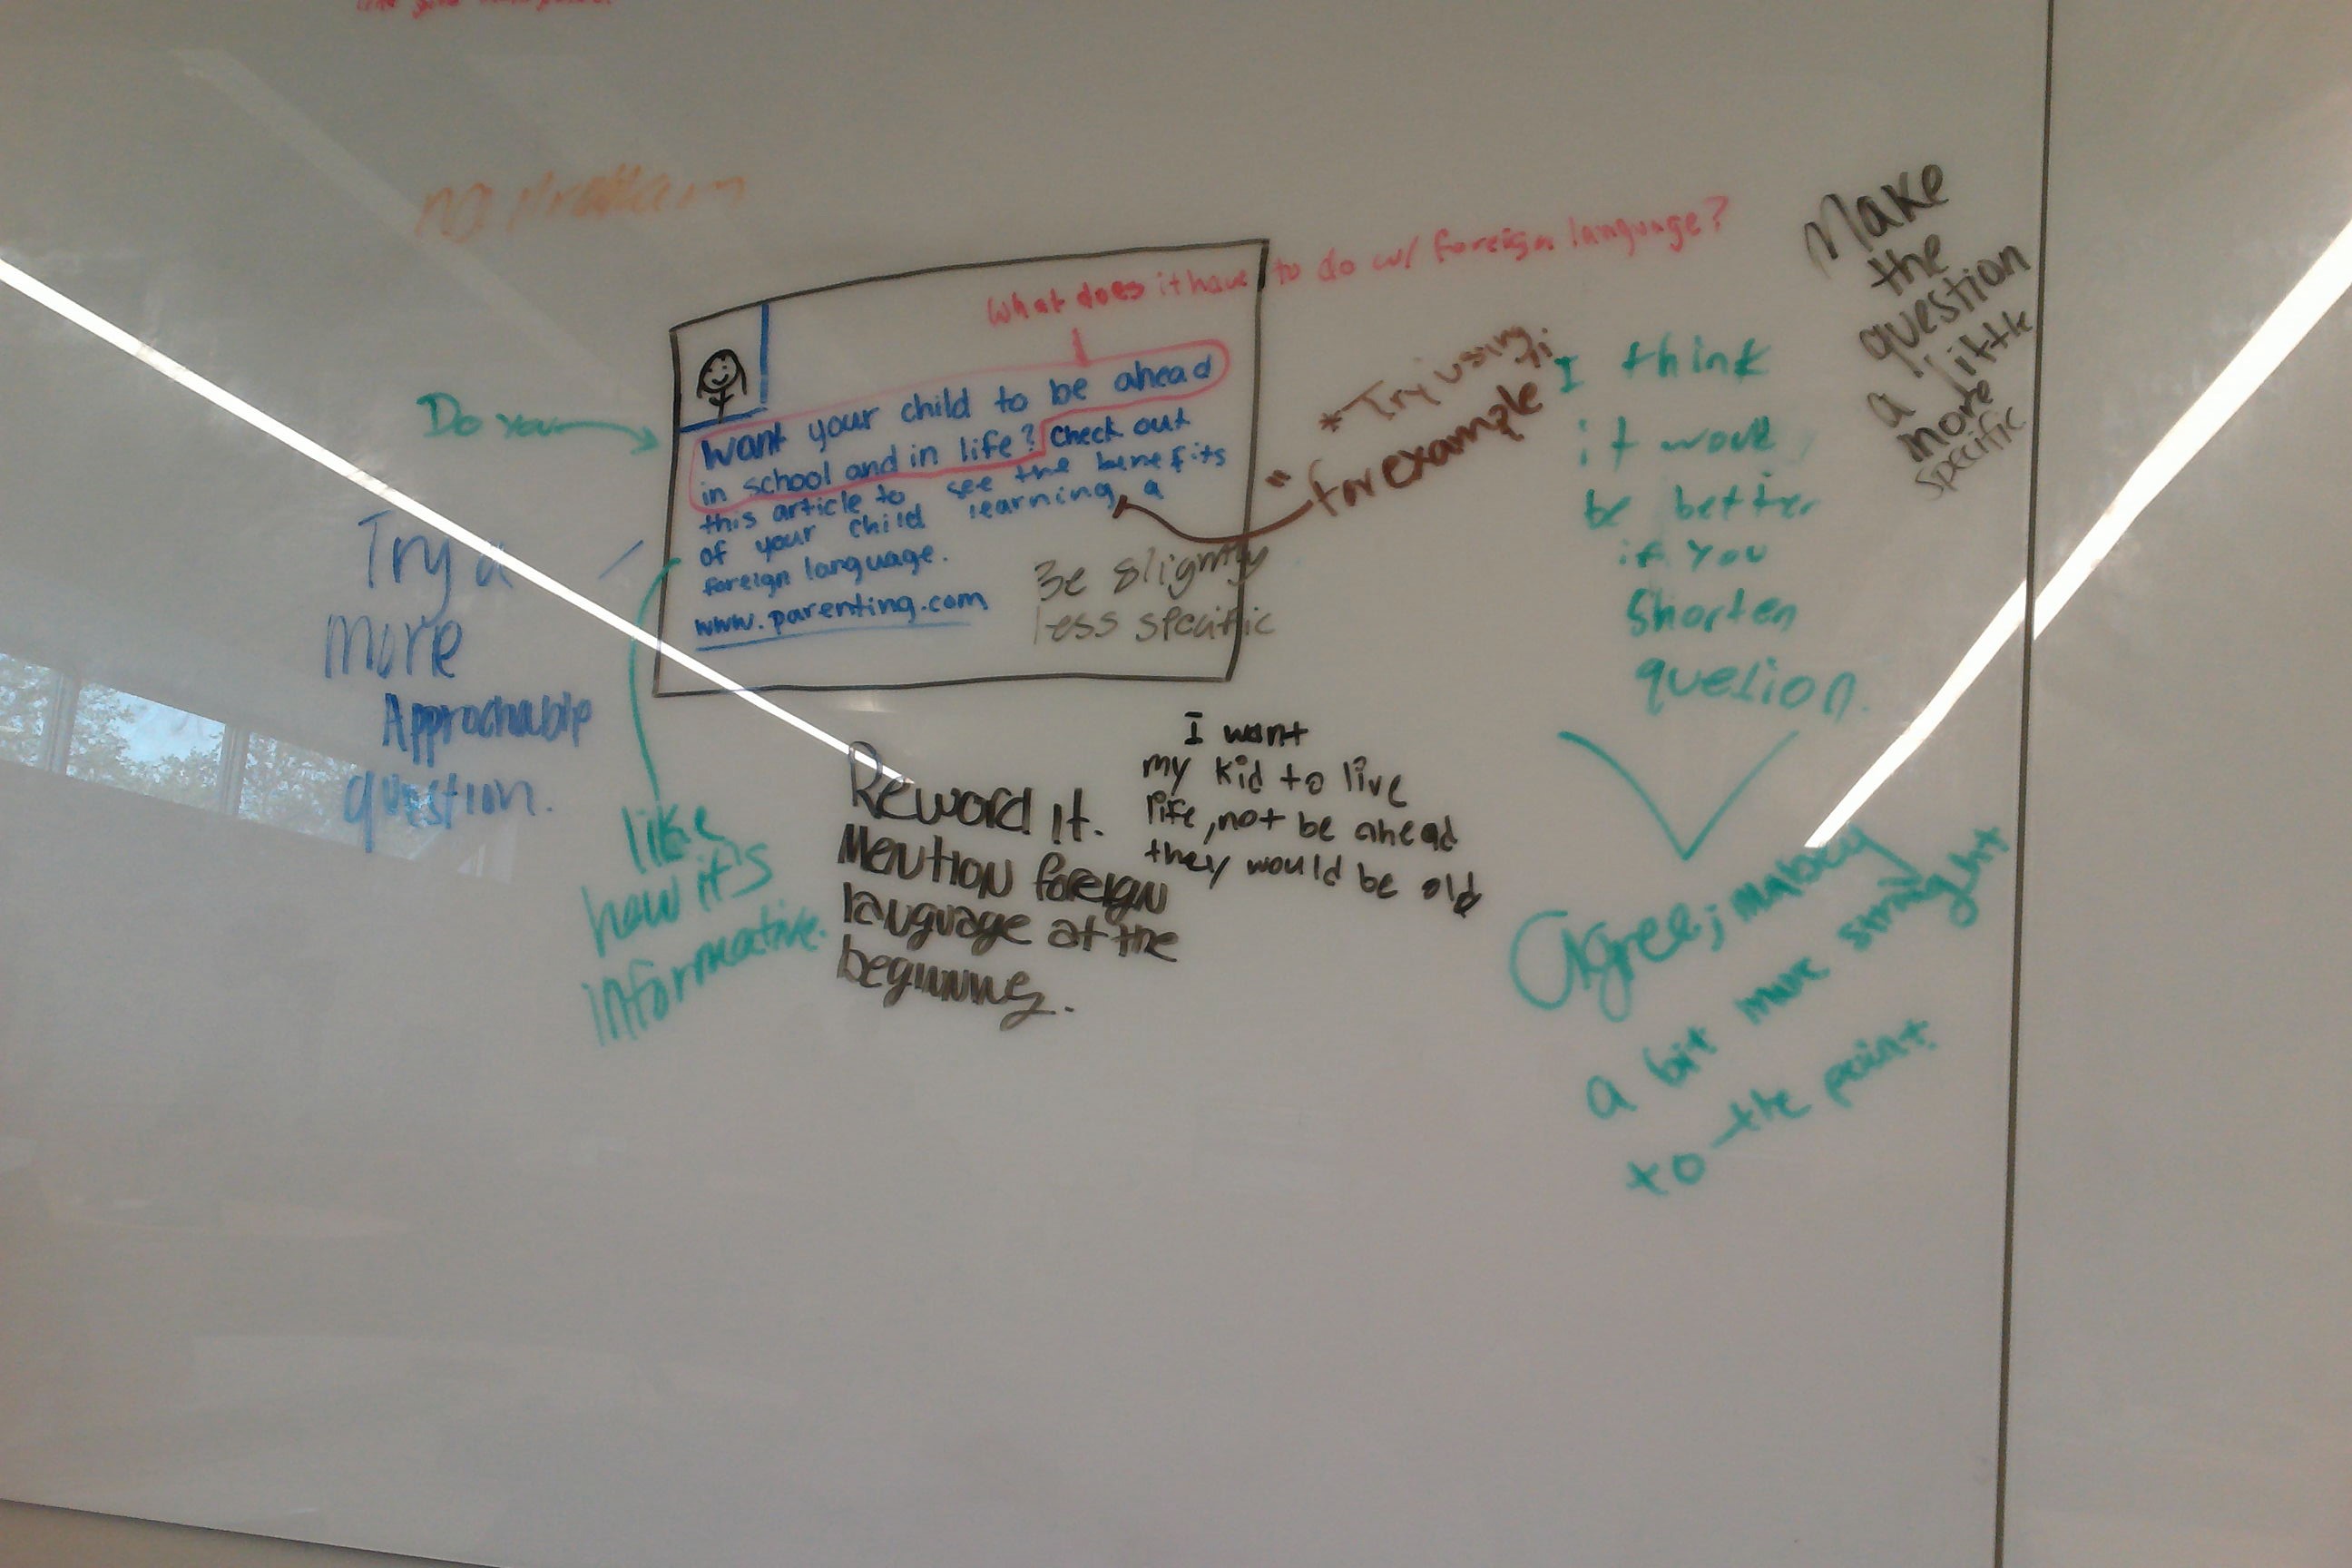 no
What does it have to do w/ foreign language?
Want your child to be ahead
in school and in life? Check out
this article to see the benefits
of your child learning a
foreign language.
www.parenting.com
Do you
Be slightly
less specific
* Try using
" for example
I think
it would
be better
if you
shorten
quesiion.
Make
the
question
a little
more
specific
Try a
more
Approchable
question.
like
how it's
informative.
Reword it.
Mention foreign
language at the
beginning.
I want
my kid to live
life, not be ahead
they would be old
agree; mabey
a bit more straight
to the point